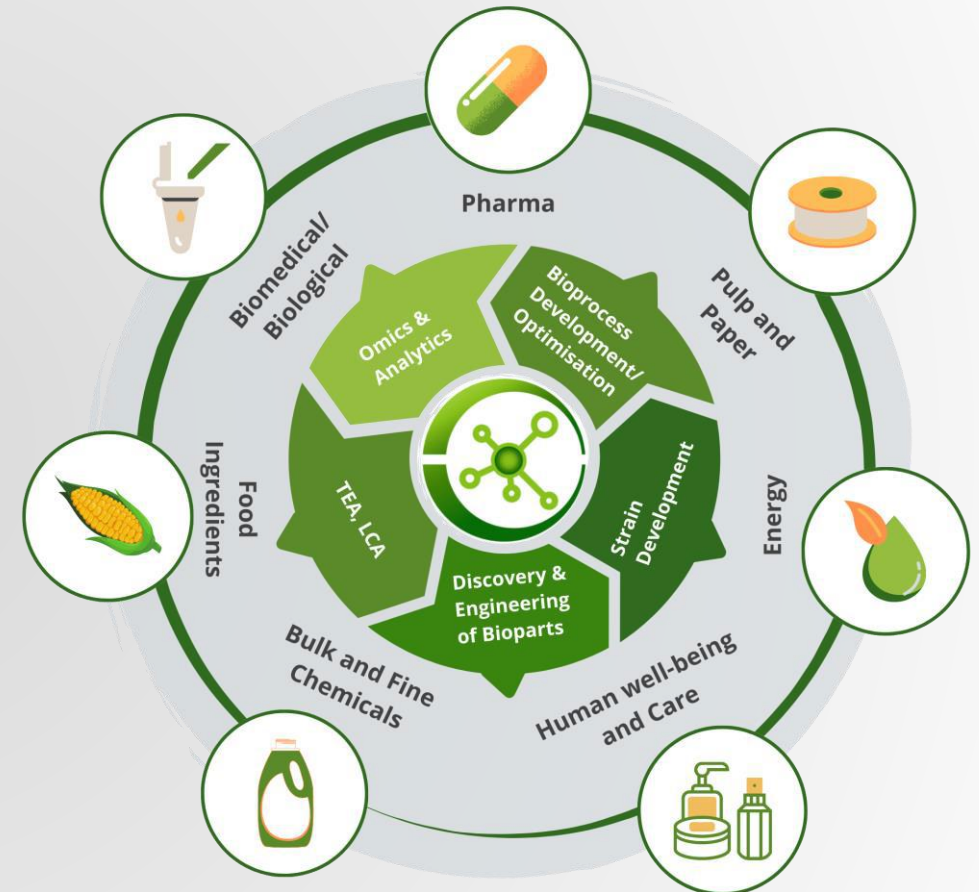 Pharma
Pulp and
Paper
Energy
Human well-being
and Care
Bulk and Fine
Chemicals
Food
Ingredients
Biomedical/
Biological
Omics &
Analytics
Bioprocess
Development/
Optimisation
Strain
Development
Discovery &
Engineering
of Bioparts
TEA, LCA